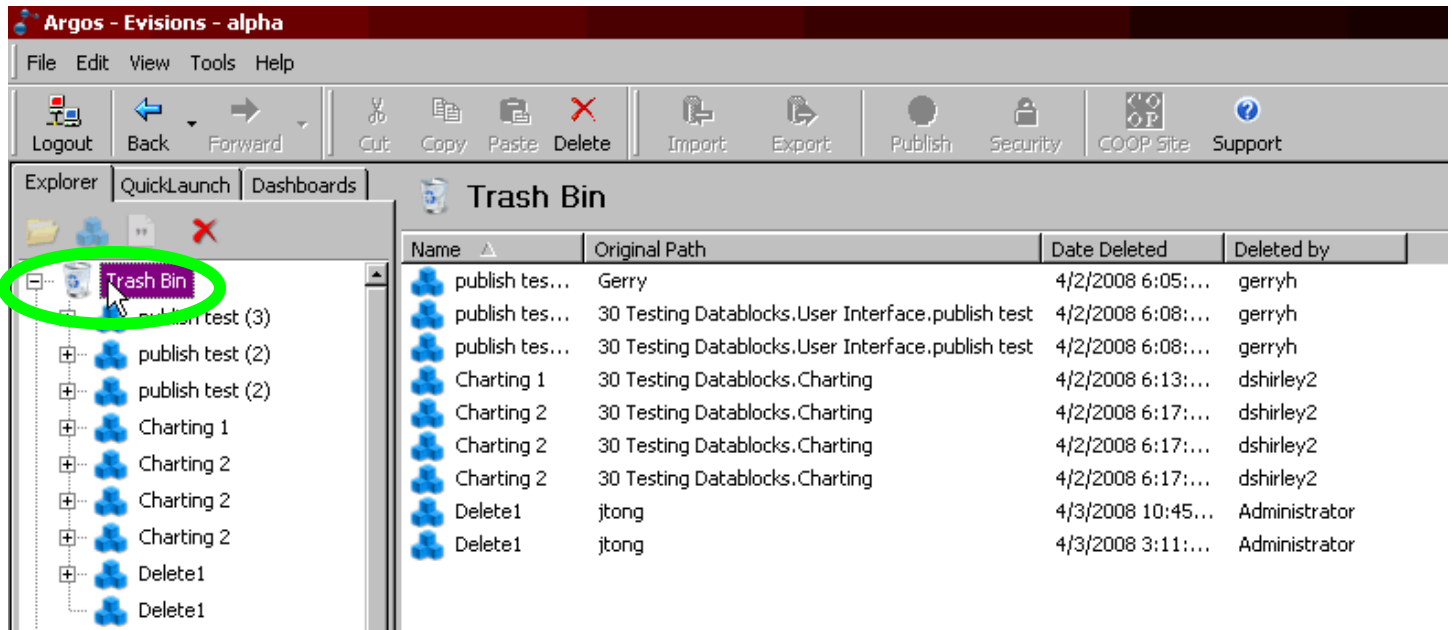 Argos - Evisions - alpha
File Edit View Tools Help
Logout Back Forward Cut Copy Paste Delete Import Export Publish Security COOP Site Support
Explorer QuickLaunch Dashboards
Trash Bin
Name Original Path Date Deleted Deleted by
publish tes... Gerry 4/2/2008 6:05:... gerryh
publish tes... 30 Testing Datablocks.User Interface.publish test 4/2/2008 6:08:... gerryh
publish tes... 30 Testing Datablocks.User Interface.publish test 4/2/2008 6:08:... gerryh
Charting 1 30 Testing Datablocks.Charting 4/2/2008 6:13:... dshirley2
Charting 2 30 Testing Datablocks.Charting 4/2/2008 6:17:... dshirley2
Charting 2 30 Testing Datablocks.Charting 4/2/2008 6:17:... dshirley2
Charting 2 30 Testing Datablocks.Charting 4/2/2008 6:17:... dshirley2
Delete1 jtong 4/3/2008 10:45... Administrator
Delete1 jtong 4/3/2008 3:11:... Administrator
Trash Bin
publish test (3)
publish test (2)
publish test (2)
Charting 1
Charting 2
Charting 2
Charting 2
Delete1
Delete1